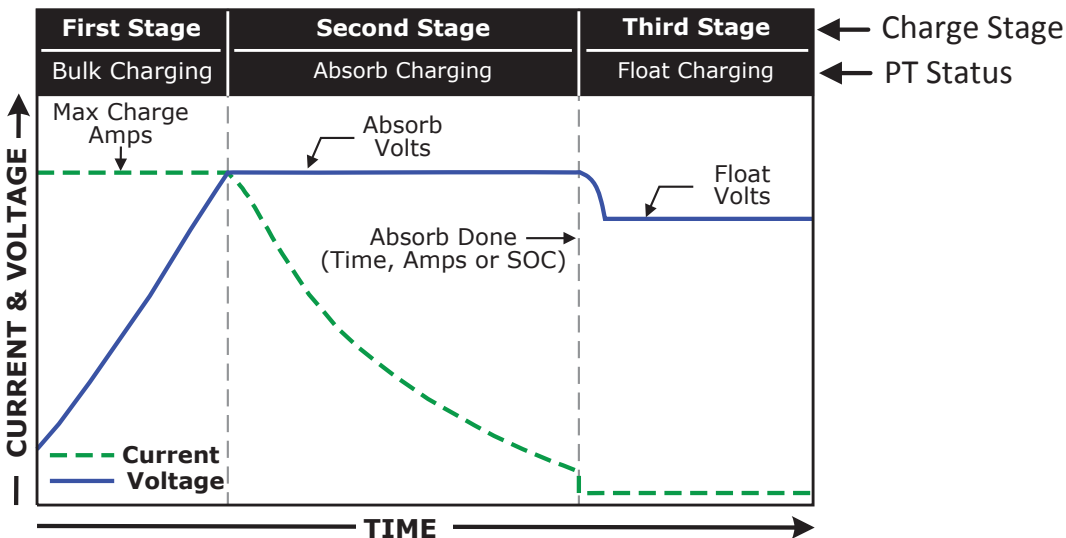 First Stage
Second Stage
Third Stage
Charge Stage
Bulk Charging
Absorb Charging
Float Charging
PT Status
Max Charge
Amps
Absorb
Volts
Float
Volts
Absorb Done
(Time, Amps or SOC)
CURRENT & VOLTAGE
Current
Voltage
TIME